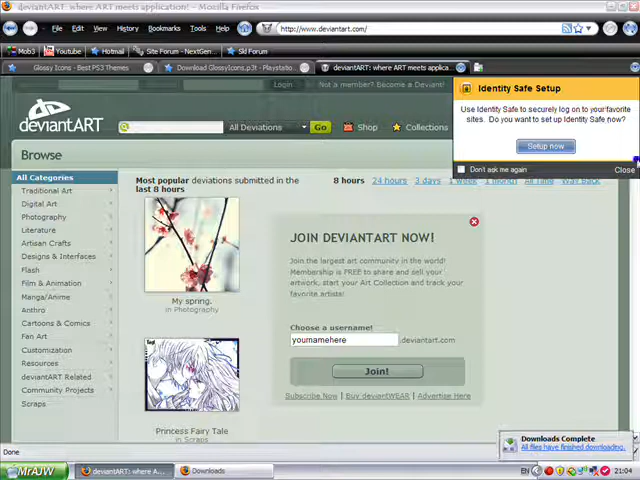 deviantART: where ART meets application! - Mozilla Firefox
File Edit View History Bookmarks Tools Help
http://www.deviantart.com/
Mob3 Youtube Hotmail Site Forum - NextGen... Skl Forum
Glossy Icons - Best PS3 Themes
Download GlossyIcons.p3t - Playstatio...
deviantART: where ART meets applica...
Login Not a member? Become a Deviant!
deviantART
All Deviations Go Shop Collections
Identity Safe Setup
Use Identity Safe to securely log on to your favorite
sites. Do you want to set up Identity Safe now?
Setup now
Don't ask me again Close
Browse
All Categories
Traditional Art
Digital Art
Photography
Literature
Artisan Crafts
Designs & Interfaces
Flash
Film & Animation
Manga/Anime
Anthro
Cartoons & Comics
Fan Art
Customization
Resources
deviantART Related
Community Projects
Scraps
Most popular deviations submitted in the
last 8 hours
8 hours 24 hours 3 days 1 week 1 month All Time Way Back
My spring.
in Photography
Princess Fairy Tale
in Scraps
JOIN DEVIANTART NOW!
Join the largest art community in the world!
Membership is FREE to share and sell your
artwork, start your Art Collection and track your
favorite artists!
Choose a username!
yournamehere .deviantart.com
Join!
Subscribe Now | Buy deviantWEAR | Advertise Here
Downloads Complete
All files have finished downloading.
Done
MrAJW
deviantART: where A...
Downloads
EN
21:04